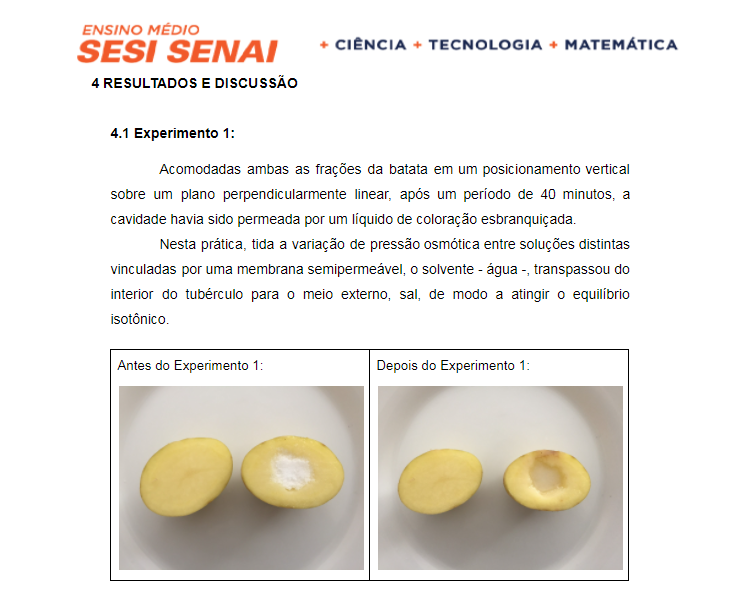 ENSINO MÉDIO
SESI SENAI
+ CIÊNCIA + TECNOLOGIA + MATEMÁTICA
4 RESULTADOS E DISCUSSÃO
4.1 Experimento 1:
Acomodadas ambas as frações da batata em um posicionamento vertical
sobre um plano perpendicularmente linear, após um período de 40 minutos, a
cavidade havia sido permeada por um líquido de coloração esbranquiçada.
Nesta prática, tida a variação de pressão osmótica entre soluções distintas
vinculadas por uma membrana semipermeável, o solvente - água -, transpassou do
interior do tubérculo para o meio externo, sal, de modo a atingir o equilíbrio
isotônico.
Antes do Experimento 1:
Depois do Experimento 1: